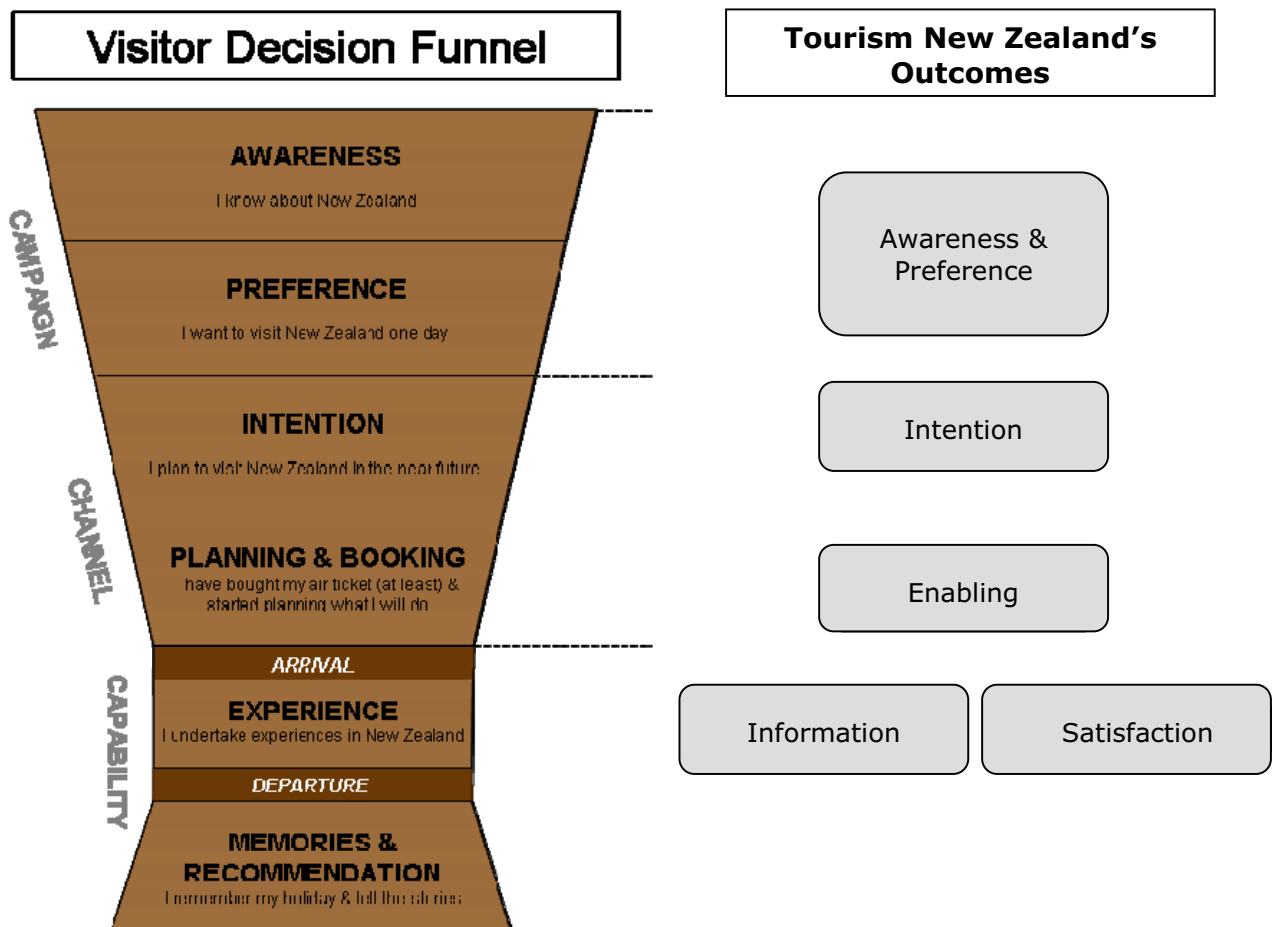 Visitor Decision Funnel
AWARENESS
I know about New Zealand
PREFERENCE
I want to visit New Zealand one day
INTENTION
I plan to visit New Zealand in the near future
PLANNING & BOOKING
have bought my air ticket (at least) &
started planning what I will do
ARRIVAL
EXPERIENCE
I undertake experiences in New Zealand
DEPARTURE
MEMORIES &
RECOMMENDATION
I remember my holiday & tell the stories
CAMPAIGN
CHANNEL
CAPABILITY
Tourism New Zealand’s
Outcomes
Awareness &
Preference
Intention
Enabling
Information
Satisfaction